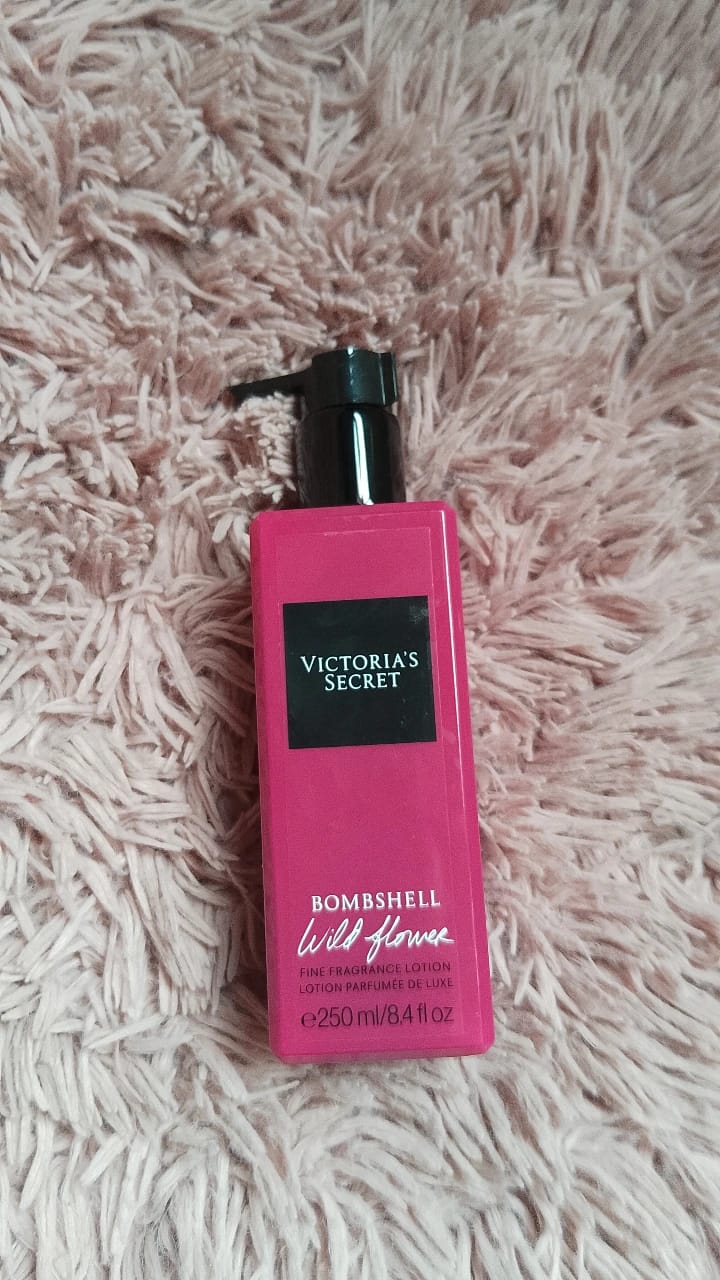 VICTORIA'S
SECRET
BOMBSHELL
Wild flower
FINE FRAGRANCE LOTION
LOTION PARFUMÉE DE LUXE
℮250 ml/8.4 fl oz